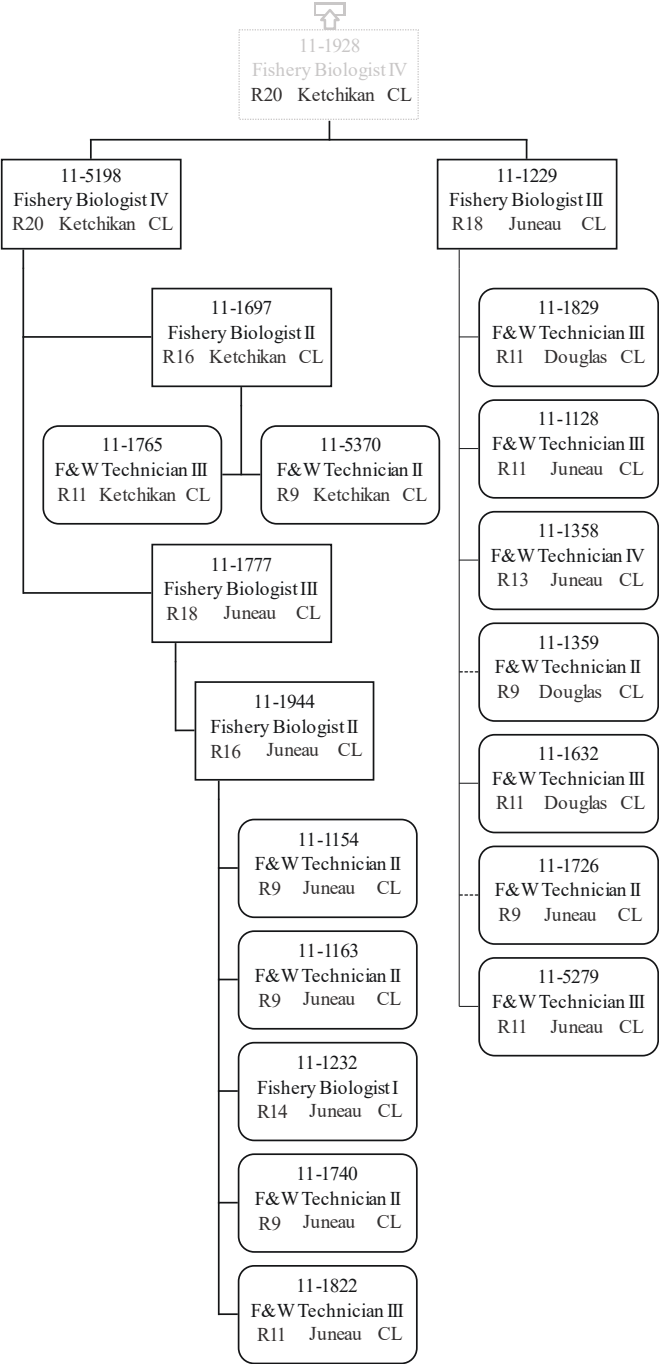 11-1928
Fishery Biologist IV
R20 Ketchikan CL
11-5198
Fishery Biologist IV
R20 Ketchikan CL
11-1697
Fishery Biologist II
R16 Ketchikan CL
11-1765
F&W Technician III
R11 Ketchikan CL
11-5370
F&W Technician II
R9 Ketchikan CL
11-1777
Fishery Biologist III
R18 Juneau CL
11-1944
Fishery Biologist II
R16 Juneau CL
11-1154
F&W Technician II
R9 Juneau CL
11-1163
F&W Technician II
R9 Juneau CL
11-1232
Fishery Biologist I
R14 Juneau CL
11-1740
F&W Technician II
R9 Juneau CL
11-1822
F&W Technician III
R11 Juneau CL
11-1229
Fishery Biologist III
R18 Juneau CL
11-1829
F&W Technician III
R11 Douglas CL
11-1128
F&W Technician III
R11 Juneau CL
11-1358
F&W Technician IV
R13 Juneau CL
11-1359
F&W Technician II
R9 Douglas CL
11-1632
F&W Technician III
R11 Douglas CL
11-1726
F&W Technician II
R9 Juneau CL
11-5279
F&W Technician III
R11 Juneau CL